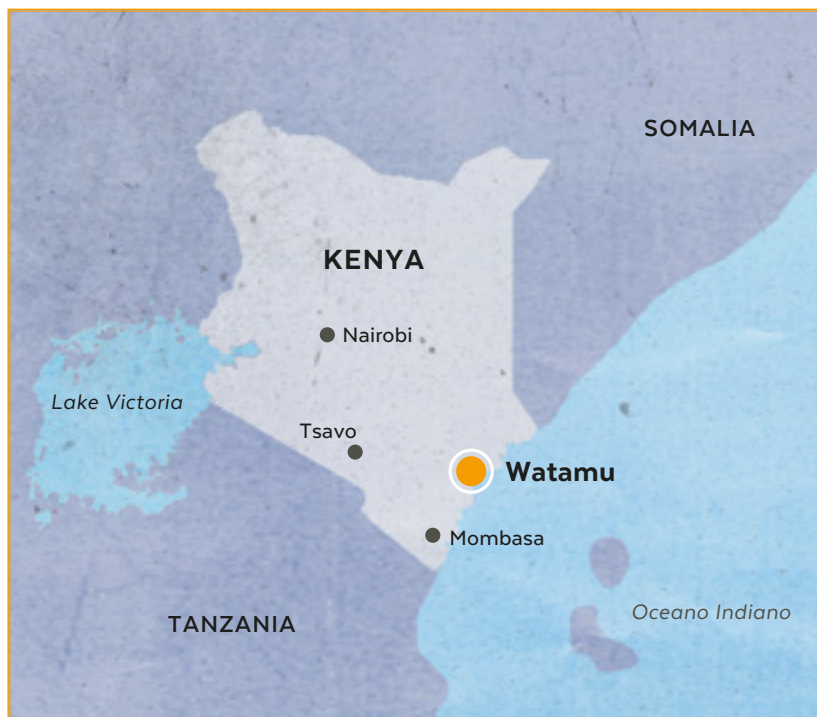 SOMALIA
KENYA
Nairobi
Lake Victoria
Tsavo
Watamu
Mombasa
Oceano Indiano
TANZANIA